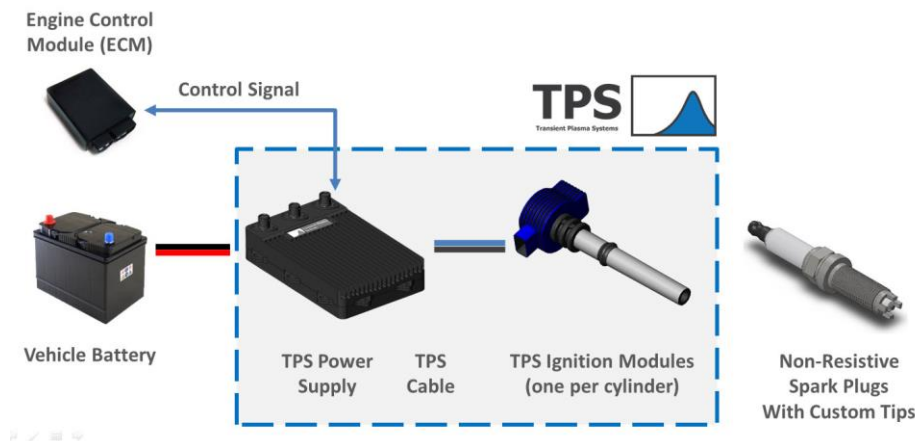 Engine Control
Module (ECM)
Control Signal
TPS
Transient Plasma Systems
Vehicle Battery
TPS Power
Supply
TPS
Cable
TPS Ignition Modules
(one per cylinder)
Non-Resistive
Spark Plugs
With Custom Tips